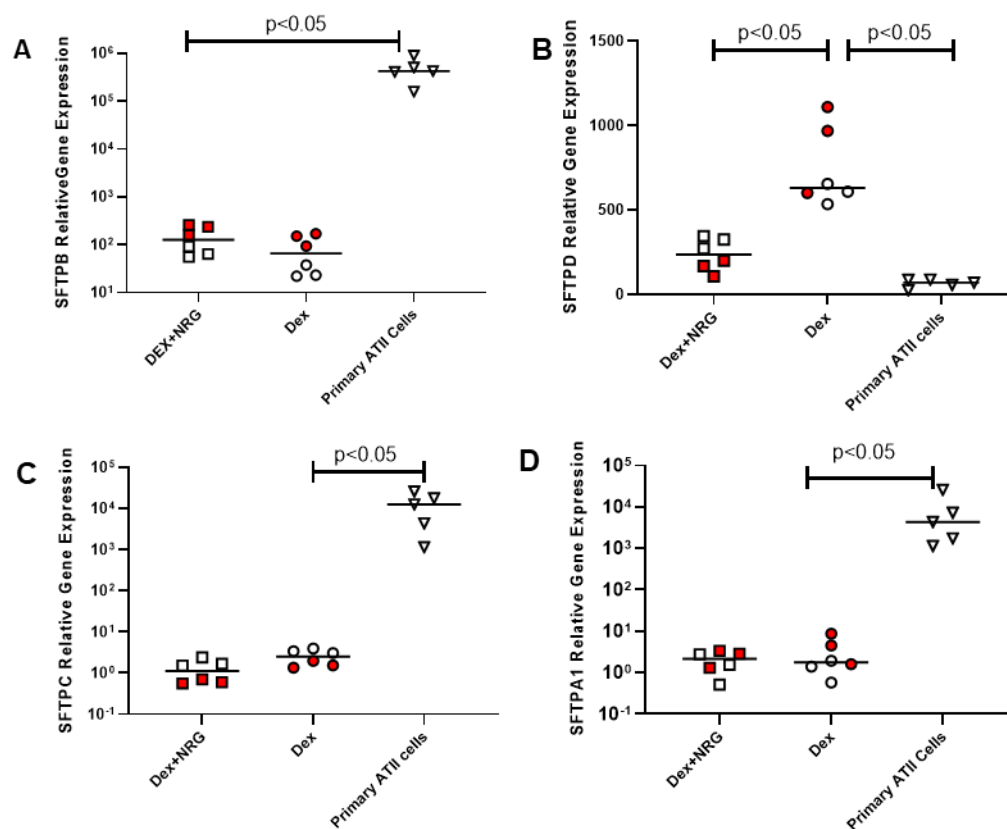 A
p<0.05
SFTPB RelativeGene Expression
10⁶
10⁵
10⁴
10³
10²
10¹
DEX+NRG
Dex
Primary ATII Cells
B
p<0.05 p<0.05
SFTPD Relative Gene Expression
1500
1000
500
0
Dex+NRG
Dex
Primary ATII cells
C
p<0.05
SFTPC Relative Gene Expression
10⁵
10⁴
10³
10²
10¹
10⁰
10⁻¹
Dex+NRG
Dex
Primary ATII cells
D
p<0.05
SFTPA1 Relative Gene Expression
10⁵
10⁴
10³
10²
10¹
10⁰
10⁻¹
Dex+NRG
Dex
Primary ATII cells